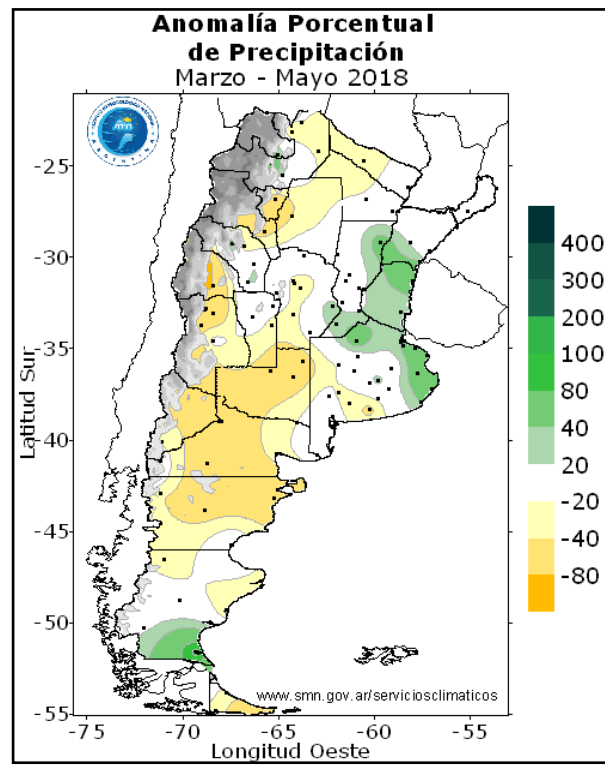 Anomalía Porcentual
de Precipitación
Marzo - Mayo 2018
smn
ARGENTINA
-25
-30
-35
-40
-45
-50
-55
Latitud Sur
400
300
200
100
80
40
20
-20
-40
-80
www.smn.gov.ar/serviciosclimaticos
-75
-70
-65
-60
-55
Longitud Oeste